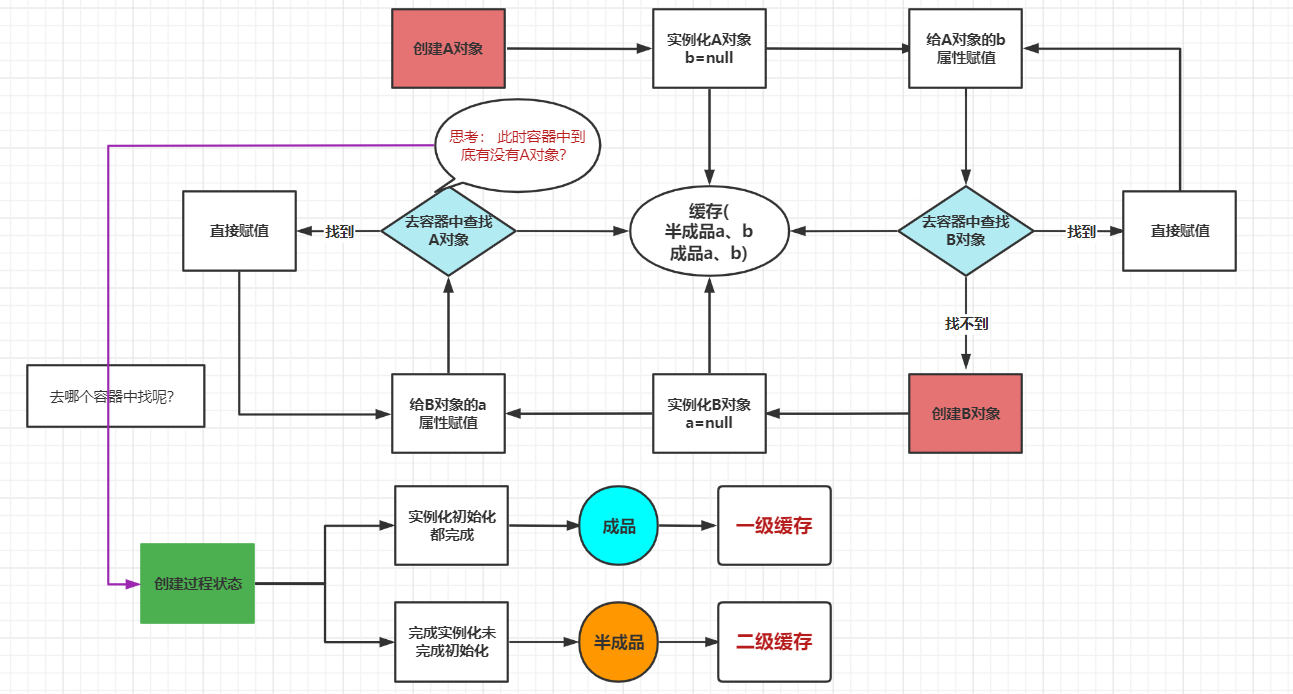 创建A对象
实例化A对象
b=null
给A对象的b
属性赋值
思考： 此时容器中到
底有没有A对象?
直接赋值
找到
去容器中查找
A对象
缓存(
半成品a、b
成品a、b)
去容器中查找
B对象
找到
直接赋值
找不到
去哪个容器中找呢?
给B对象的a
属性赋值
实例化B对象
a=null
创建B对象
实例化初始化
都完成
成品
一级缓存
创建过程状态
完成实例化未
完成初始化
半成品
二级缓存